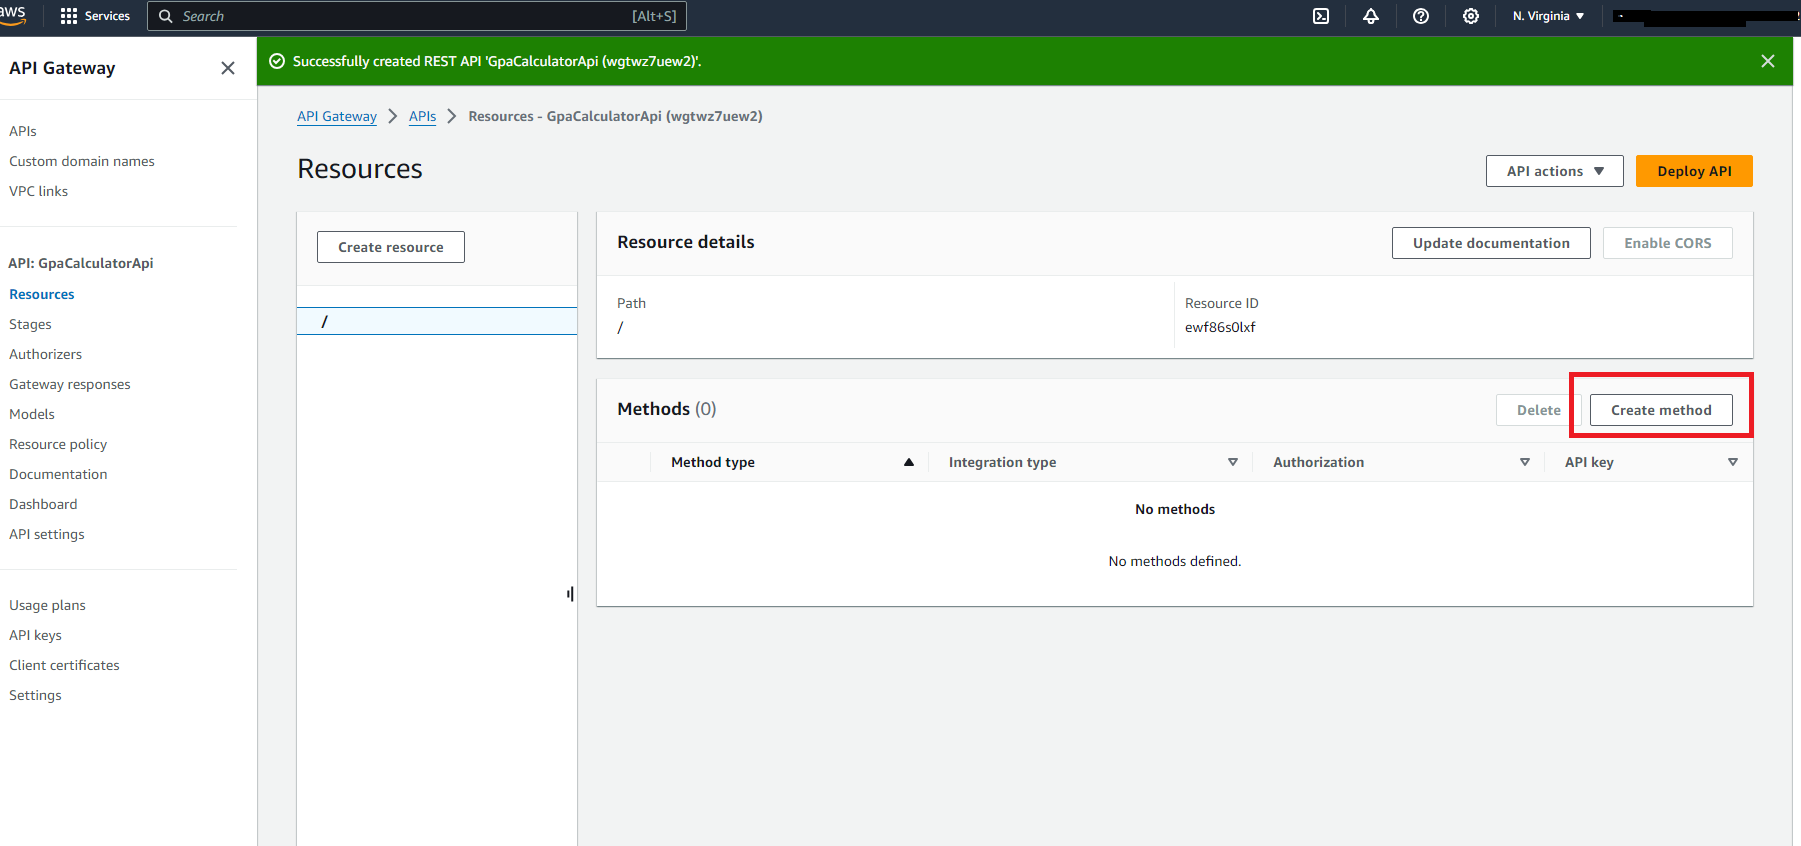 aws
Services
Search
[Alt+S]
N. Virginia
API Gateway
Successfully created REST API 'GpaCalculatorApi (wgtwz7uew2)'.
API Gateway
APIs
Resources - GpaCalculatorApi (wgtwz7uew2)
APIs
Custom domain names
VPC links
Resources
API actions
Deploy API
Create resource
Resource details
Update documentation
Enable CORS
API: GpaCalculatorApi
Resources
Stages
Authorizers
Gateway responses
Models
Resource policy
Documentation
Dashboard
API settings
/
Path
/
Resource ID
ewf86s0lxf
Methods (0)
Delete
Create method
Method type
Integration type
Authorization
API key
No methods
No methods defined.
Usage plans
API keys
Client certificates
Settings